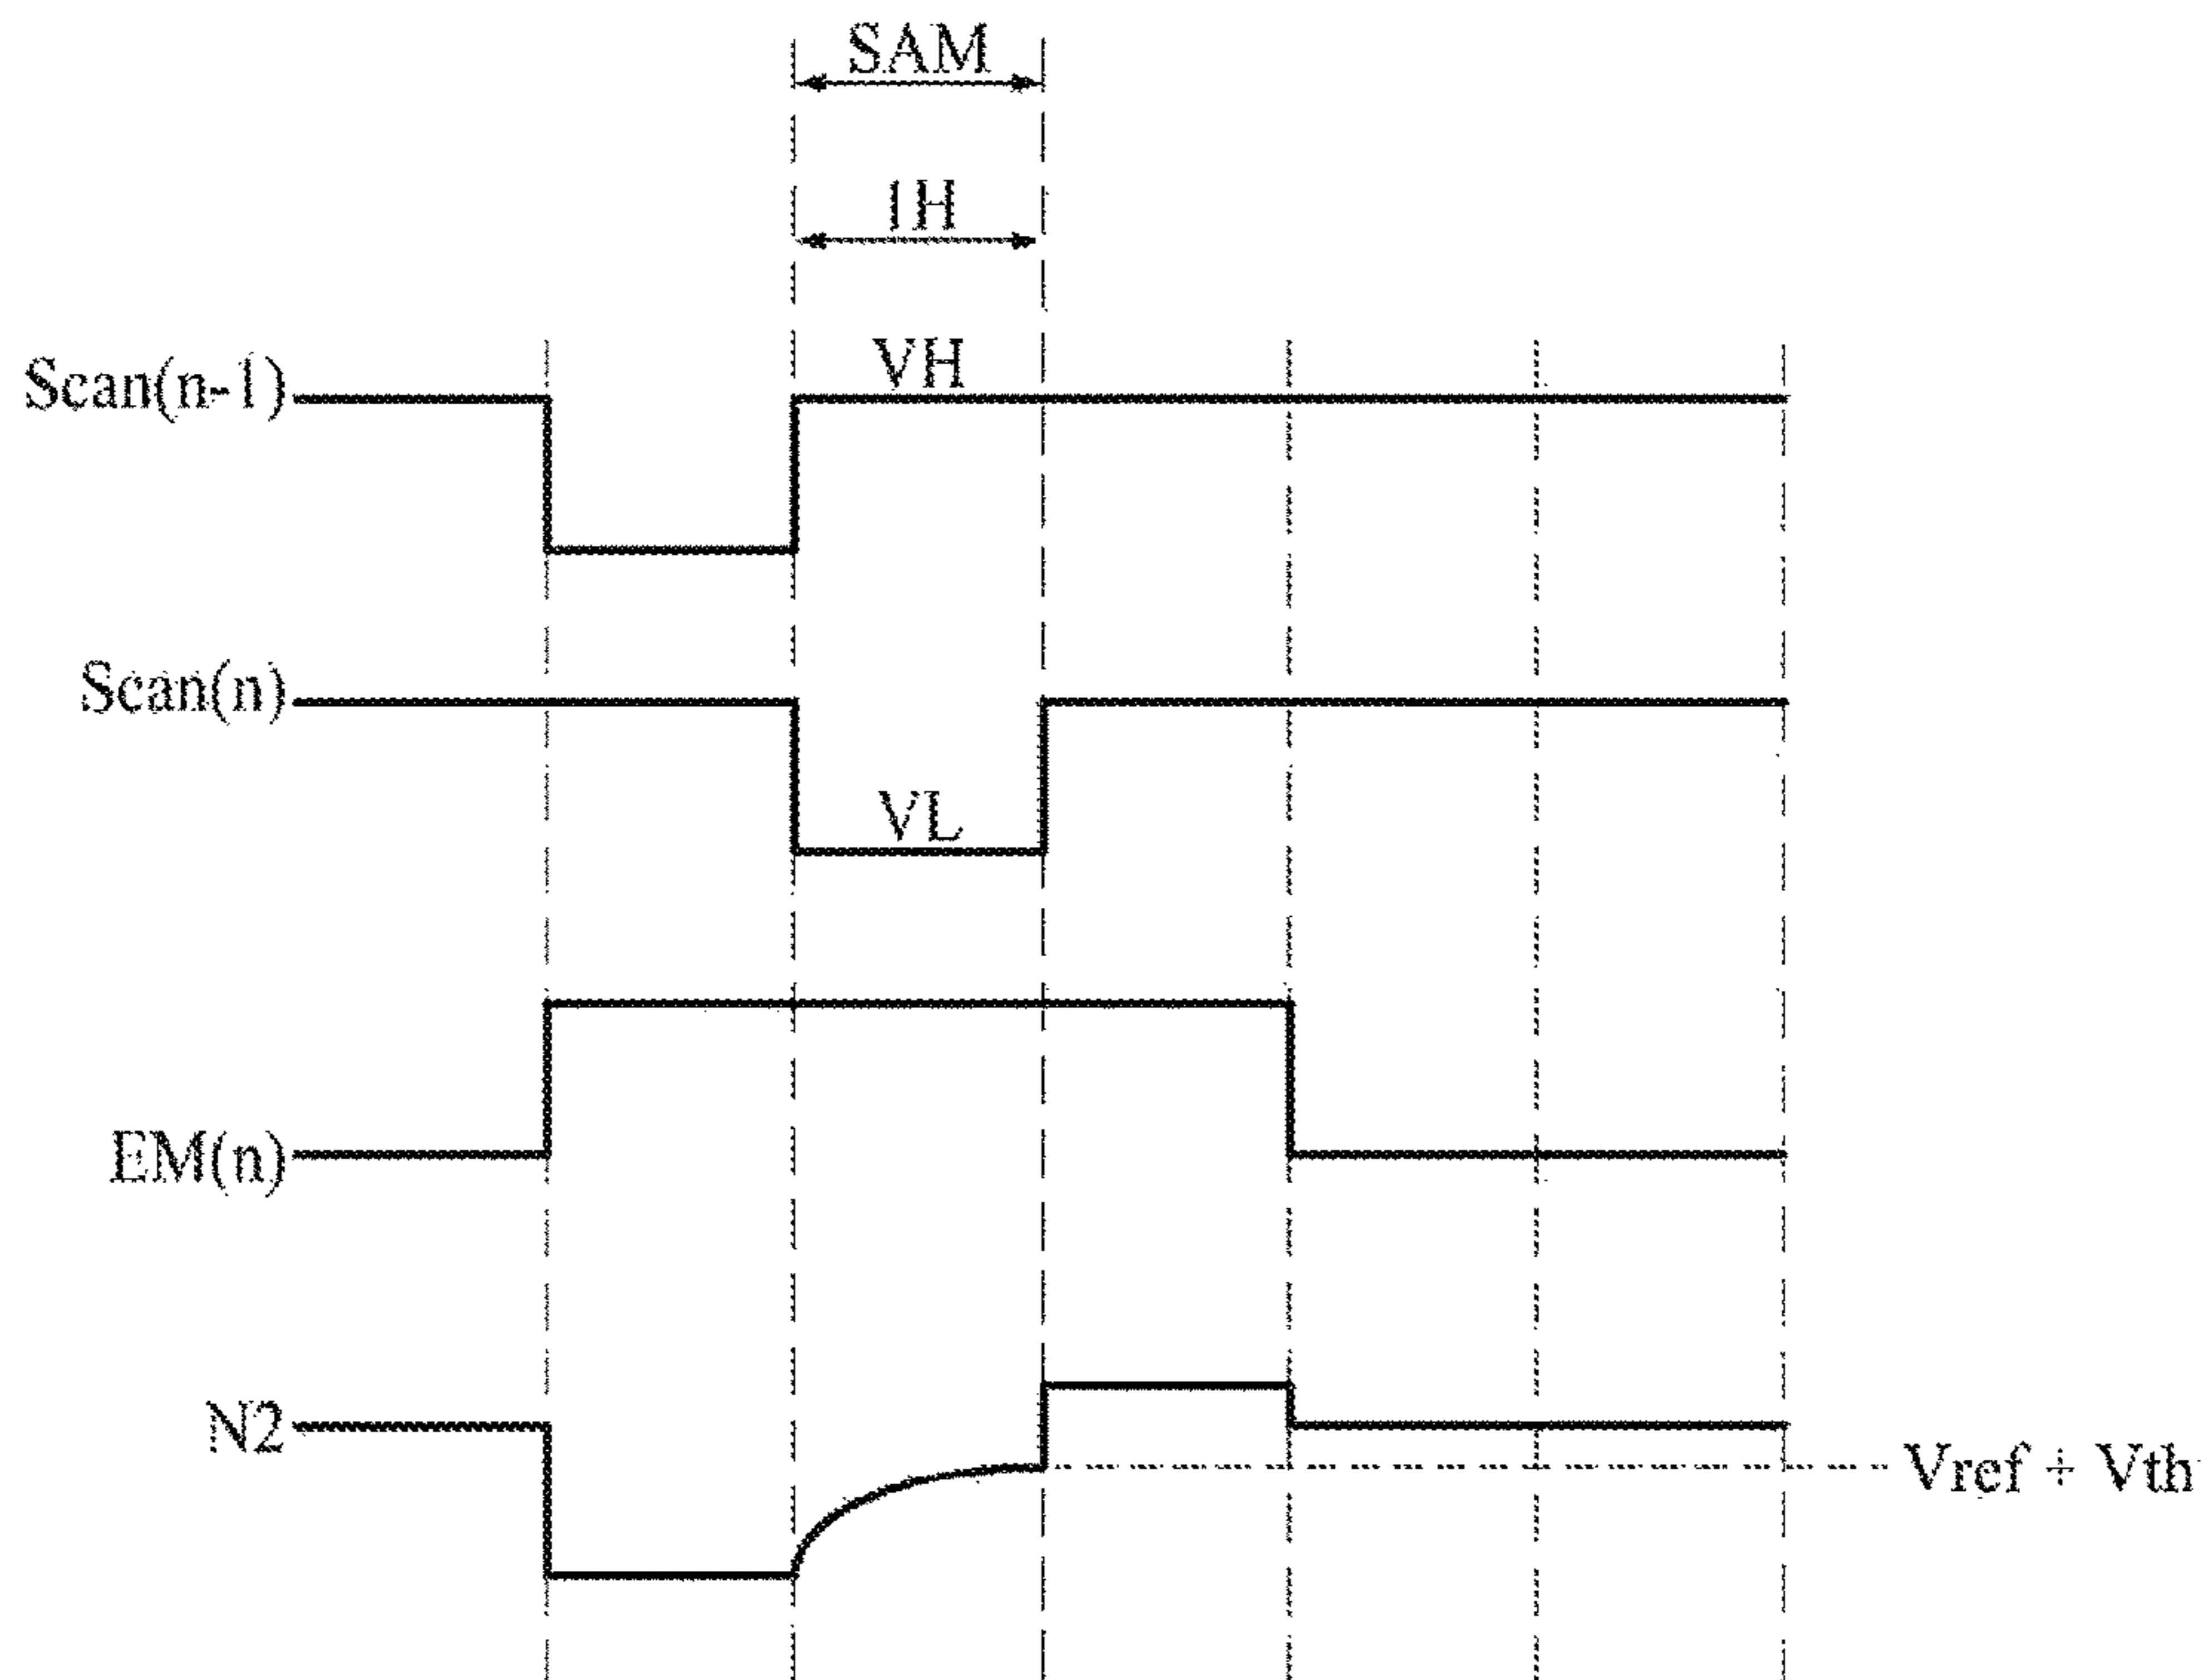 SAM
1H
Scan(n-1)
VH
Scan(n)
VL
EM(n)
N2
Vref + Vth